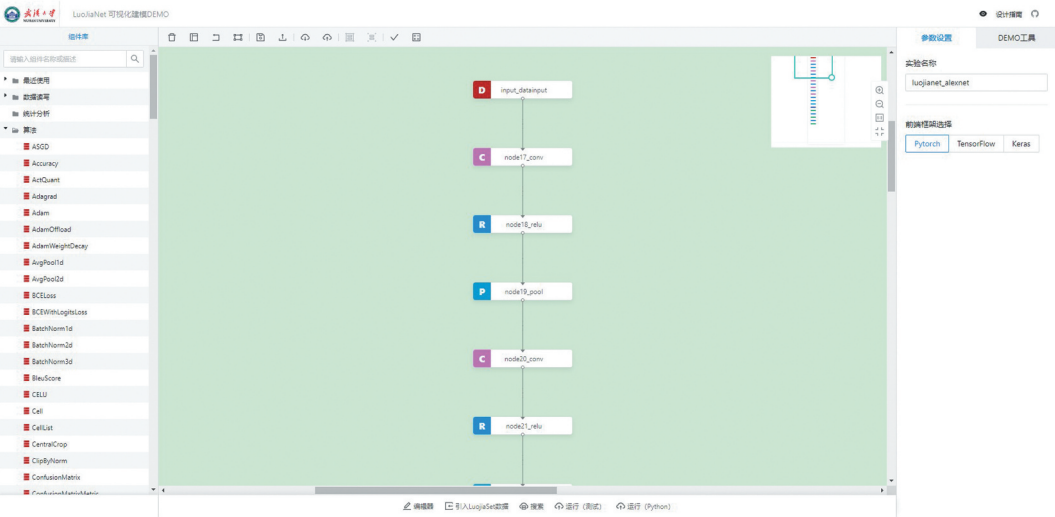 武汉大学
WUHAN UNIVERSITY
LuoJiaNet 可视化建模DEMO
设计指南
组件库
参数设置
DEMO工具
请输入组件名称或描述
最近使用
数据读写
统计分析
算法
ASGD
Accuracy
ActQuant
Adagrad
Adam
AdamOffload
AdamWeightDecay
AvgPool1d
AvgPool2d
BCELoss
BCEWithLogitsLoss
BatchNorm1d
BatchNorm2d
BatchNorm3d
BleuScore
CELU
Cell
CellList
CentralCrop
ClipByNorm
ConfusionMatrix
ConfusionMatrixMetric
D input_datainput
C node17_conv
R node18_relu
P node19_pool
C node20_conv
R node21_relu
实验名称
luojianet_alexnet
前端框架选择
Pytorch TensorFlow Keras
编辑器 引入LuojiaSet数据 搜索 运行 (测试) 运行 (Python)